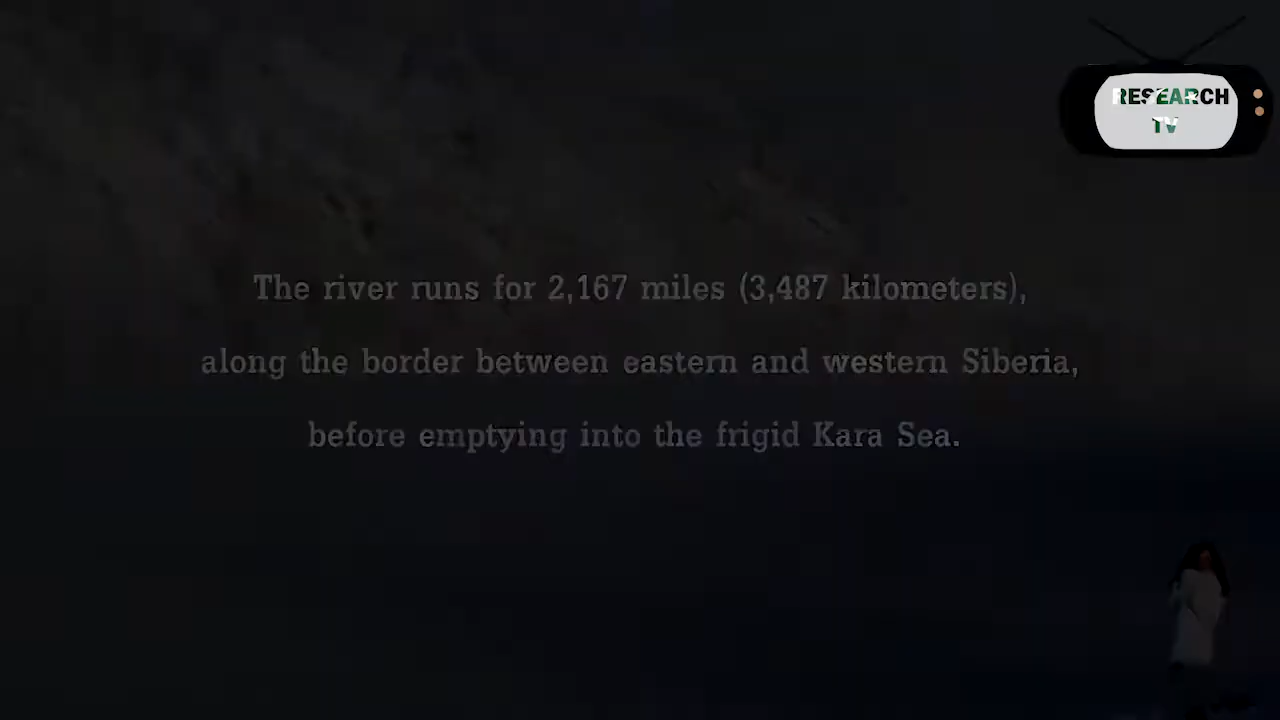 RESEARCH
TV
The river runs for 2,167 miles (3,487 kilometers),
along the border between eastern and western Siberia,
before emptying into the frigid Kara Sea.